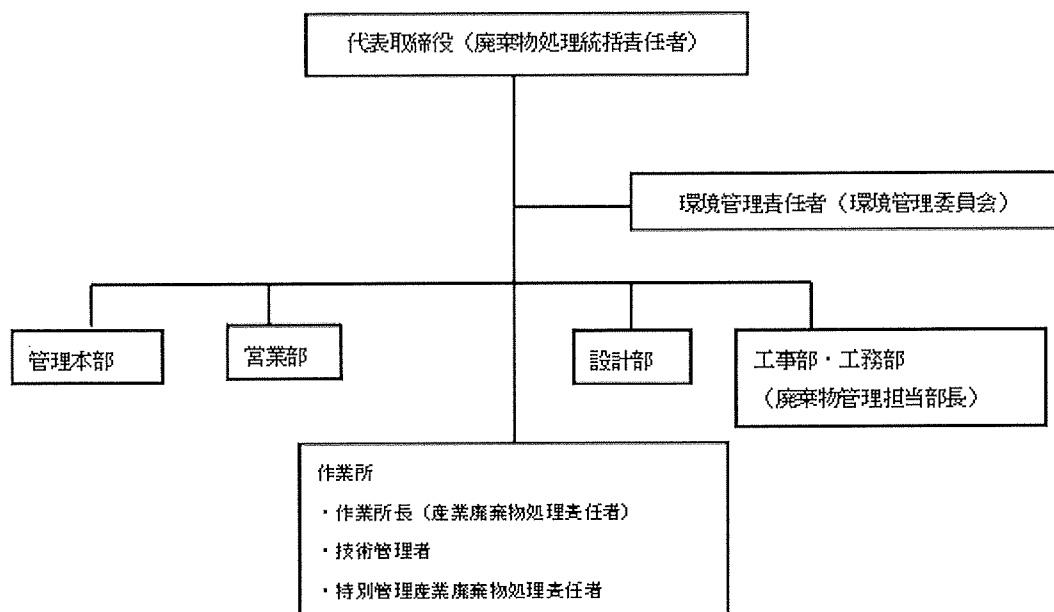 代表取締役（廃棄物処理統括責任者）
環境管理責任者（環境管理委員会）
管理本部
営業部
設計部
工事部・工務部
（廃棄物管理担当部長）
作業所
・作業所長（産業廃棄物処理責任者）
・技術管理者
・特別管理産業廃棄物処理責任者